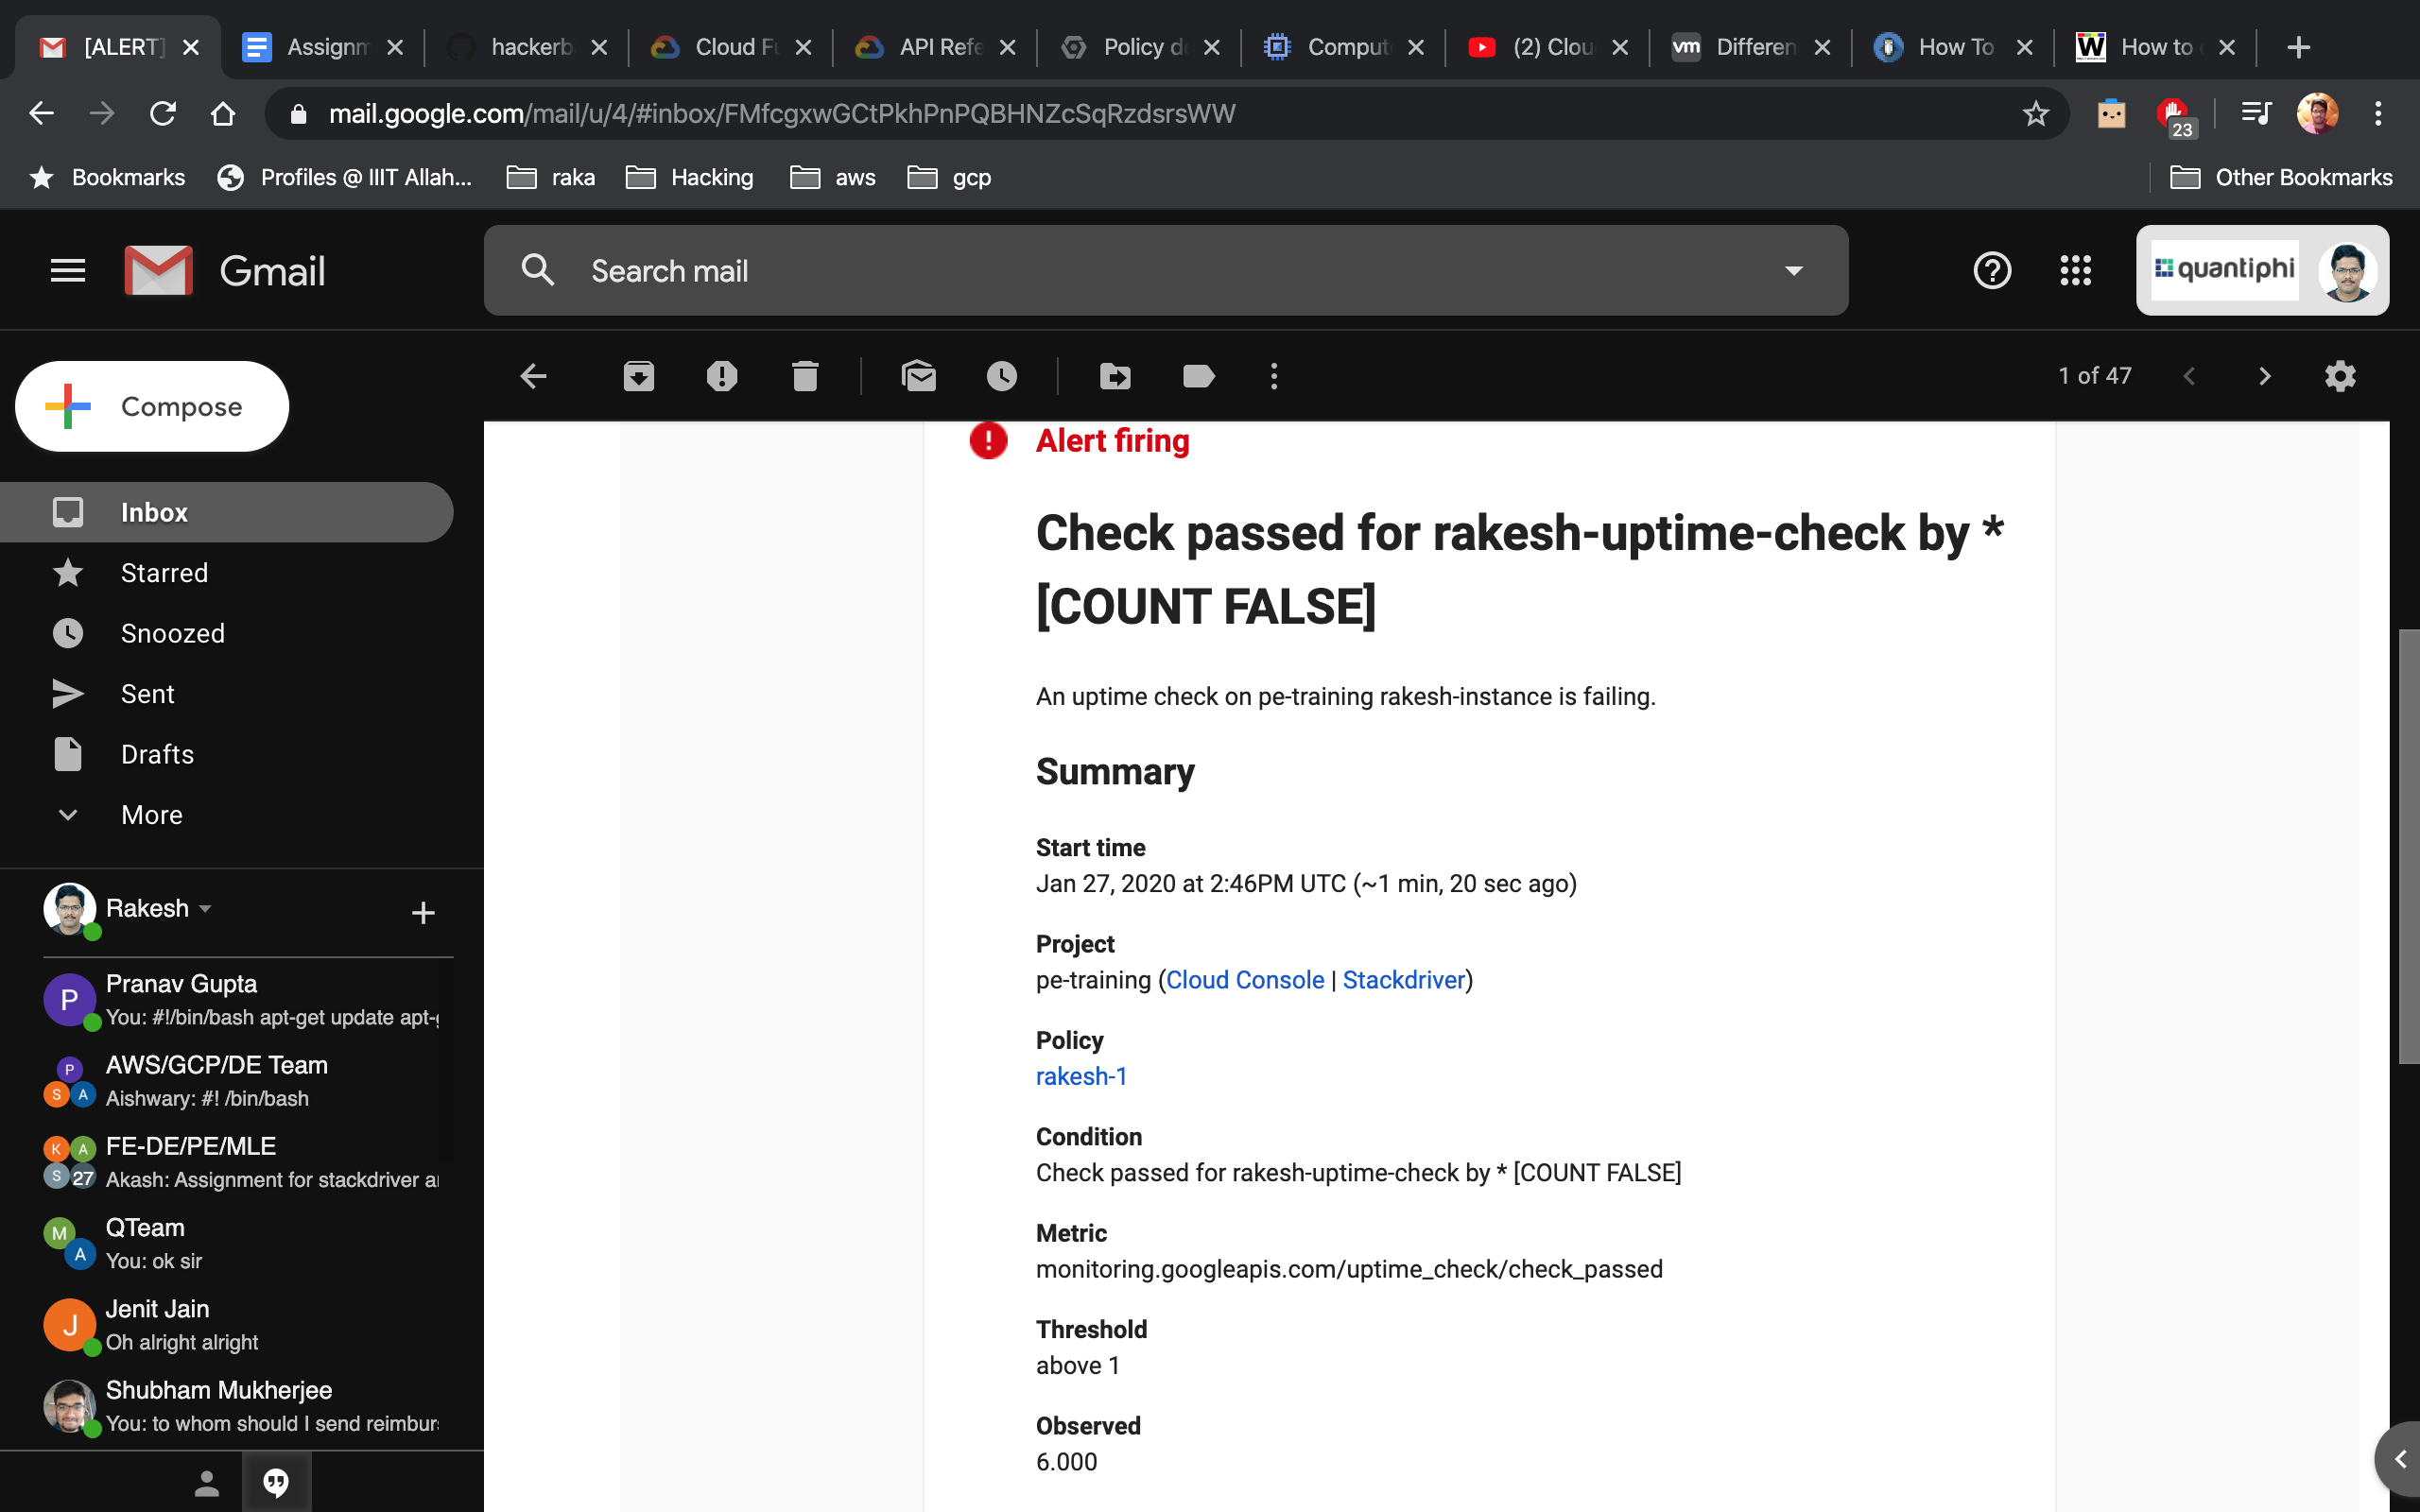 [ALERT]
Assignm
hackerb
Cloud Fu
API Refe
Policy de
Comput
(2) Clou
Differen
How To
How to
mail.google.com/mail/u/4/#inbox/FMfcgxwGCtPkhPnPQBHNZcSqRzdsrsWW
23
Bookmarks
Profiles @ IIIT Allah...
raka
Hacking
aws
gcp
Other Bookmarks
Gmail
Search mail
quantiphi
Compose
1 of 47
Inbox
Starred
Snoozed
Sent
Drafts
More
Rakesh
Pranav Gupta
You: #!/bin/bash apt-get update apt-g
AWS/GCP/DE Team
Aishwary: #! /bin/bash
FE-DE/PE/MLE
27
Akash: Assignment for stackdriver a
QTeam
You: ok sir
Jenit Jain
Oh alright alright
Shubham Mukherjee
You: to whom should I send reimbur
Alert firing
Check passed for rakesh-uptime-check by *
[COUNT FALSE]
An uptime check on pe-training rakesh-instance is failing.
Summary
Start time
Jan 27, 2020 at 2:46PM UTC (~1 min, 20 sec ago)
Project
pe-training (Cloud Console | Stackdriver)
Policy
rakesh-1
Condition
Check passed for rakesh-uptime-check by * [COUNT FALSE]
Metric
monitoring.googleapis.com/uptime_check/check_passed
Threshold
above 1
Observed
6.000